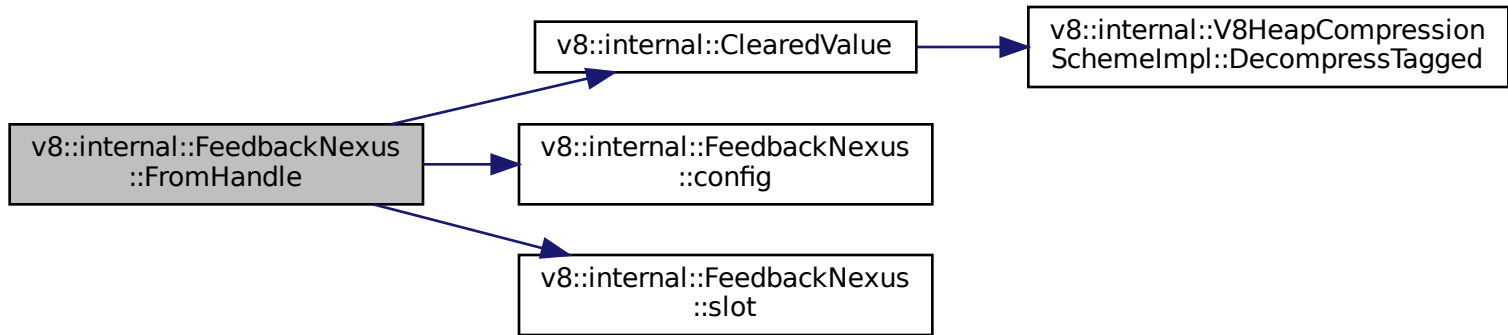 v8::internal::FeedbackNexus
::FromHandle
v8::internal::ClearedValue
v8::internal::V8HeapCompression
SchemeImpl::DecompressTagged
v8::internal::FeedbackNexus
::config
v8::internal::FeedbackNexus
::slot